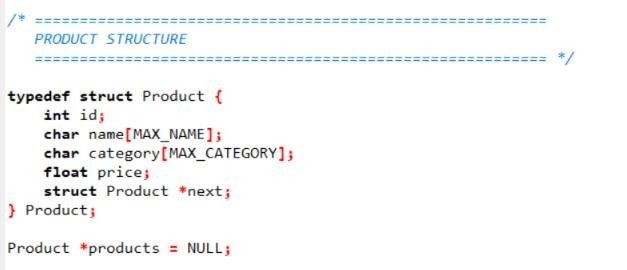 /* =========================================================
PRODUCT STRUCTURE
========================================================= */
typedef struct Product {
int id;
char name[MAX_NAME];
char category[MAX_CATEGORY];
float price;
struct Product *next;
} Product;
Product *products = NULL;